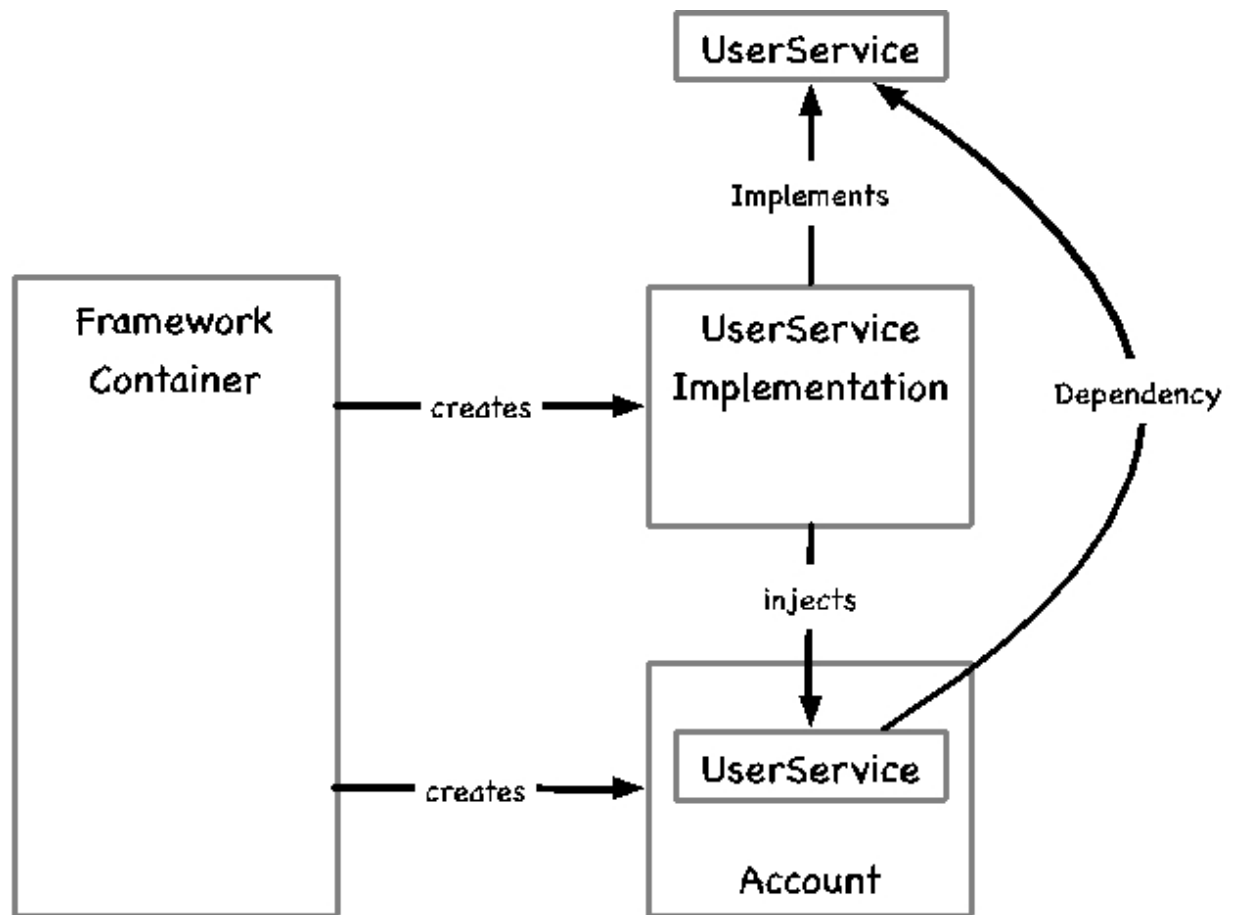 UserService
Implements
Framework
Container
UserService
Implementation
creates
Dependency
injects
creates
UserService
Account